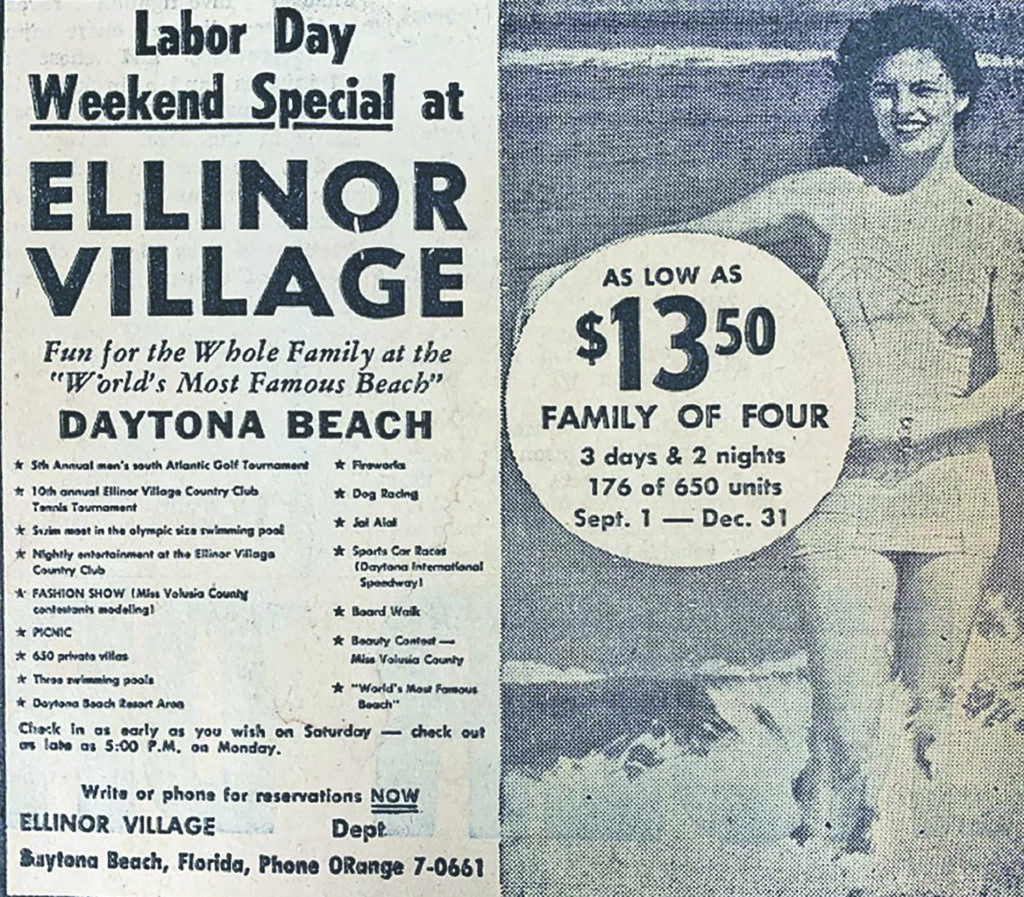 Labor Day
Weekend Special at
ELLINOR
VILLAGE
Fun for the Whole Family at the
"World's Most Famous Beach"
DAYTONA BEACH
★ 5th Annual men's south Atlantic Golf Tournament
★ 10th annual Ellinor Village Country Club
Tennis Tournament
★ Swim meet in the olympic size swimming pool
★ Nightly entertainment at the Ellinor Village
Country Club
★ FASHION SHOW (Miss Volusia County
contestants modeling)
★ PICNIC
★ 650 private villas
★ Three swimming pools
★ Daytona Beach Resort Area
★ Fireworks
★ Dog Racing
★ Jai Alai
★ Sports Car Races
(Daytona International
Speedway)
★ Board Walk
★ Beauty Contest —
Miss Volusia County
★ "World's Most Famous
Beach"
Check in as early as you wish on Saturday — check out
as late as 5:00 P.M. on Monday.
Write or phone for reservations NOW
ELLINOR VILLAGE Dept
Daytona Beach, Florida, Phone ORange 7-0661
AS LOW AS
$13.50
FAMILY OF FOUR
3 days & 2 nights
176 of 650 units
Sept. 1 — Dec. 31